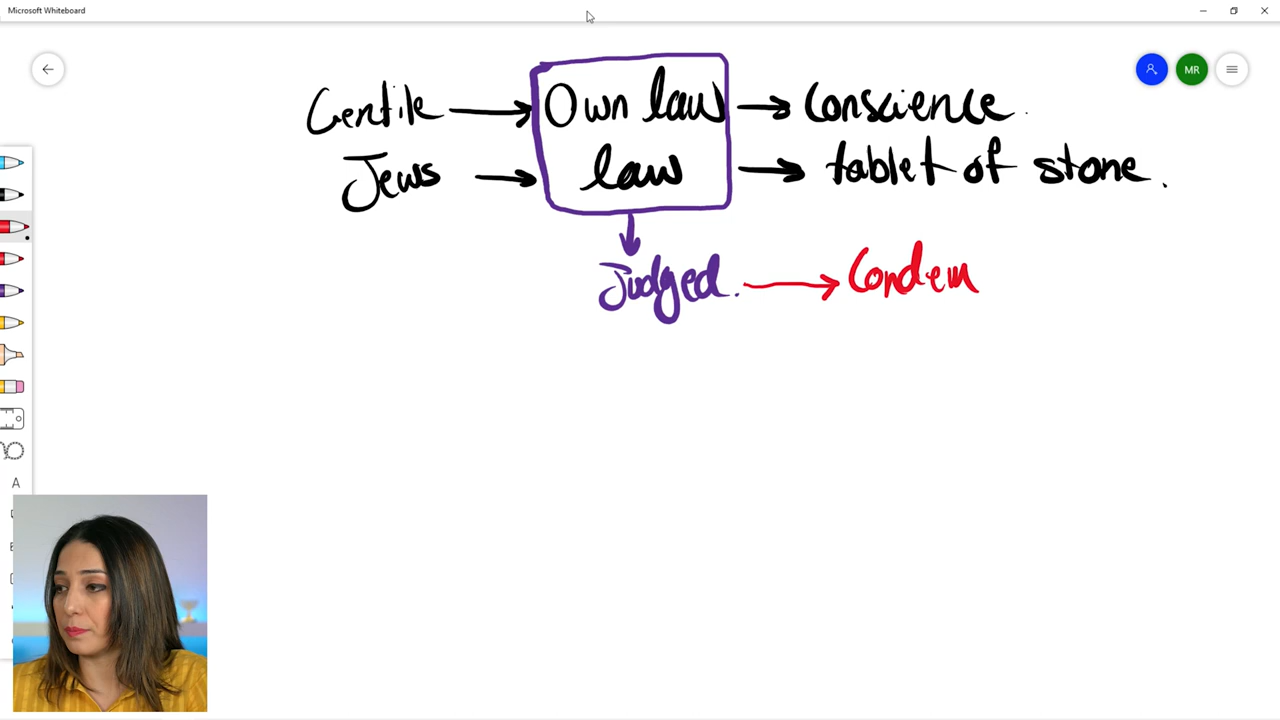 Microsoft Whiteboard
MR
Gentile → Own law → Conscience.
Jews → law → tablet of stone.
Judged. → Condem
A